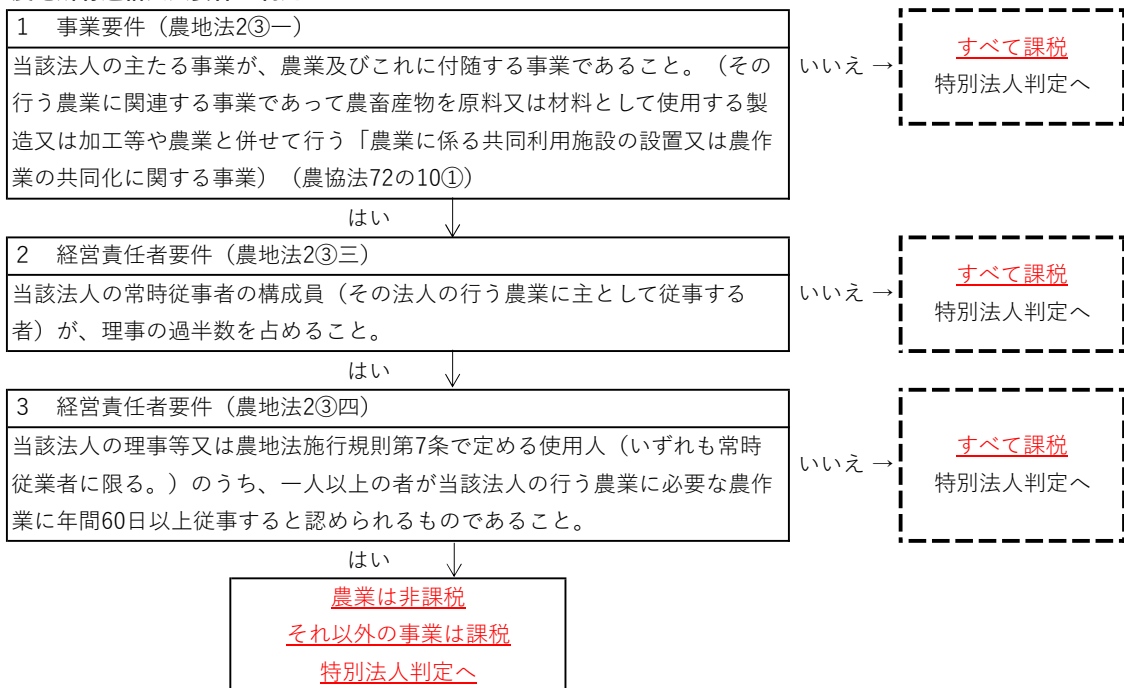 1　事業要件（農地法2③一）
当該法人の主たる事業が、農業及びこれに付随する事業であること。（その
行う農業に関連する事業であって農畜産物を原料又は材料として使用する製
造又は加工等や農業と併せて行う「農業に係る共同利用施設の設置又は農作
業の共同化に関する事業）（農協法72の10①）
いいえ →
すべて課税
特別法人判定へ
はい
2　経営責任者要件（農地法2③三）
当該法人の常時従事者の構成員（その法人の行う農業に主として従事する
者）が、理事の過半数を占めること。
いいえ →
すべて課税
特別法人判定へ
はい
3　経営責任者要件（農地法2③四）
当該法人の理事等又は農地法施行規則第7条で定める使用人（いずれも常時
従業者に限る。）のうち、一人以上の者が当該法人の行う農業に必要な農作
業に年間60日以上従事すると認められるものであること。
いいえ →
すべて課税
特別法人判定へ
はい
農業は非課税
それ以外の事業は課税
特別法人判定へ